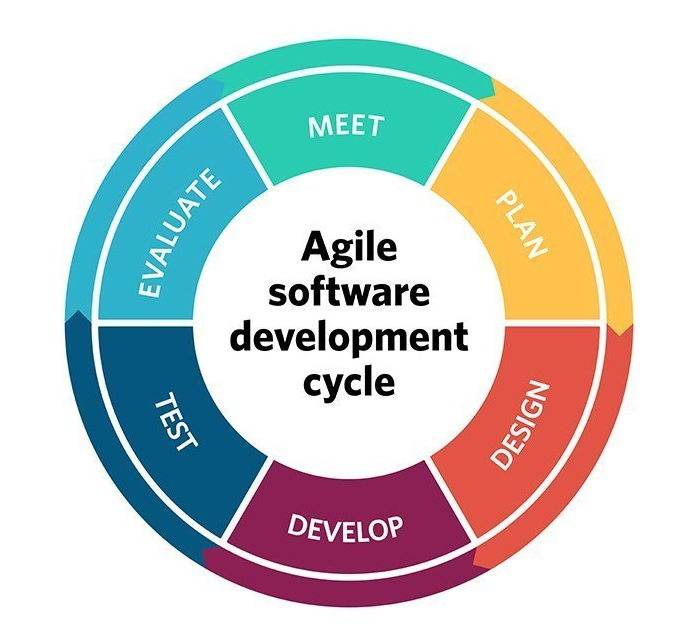 MEET
PLAN
DESIGN
DEVELOP
TEST
EVALUATE
Agile
software
development
cycle